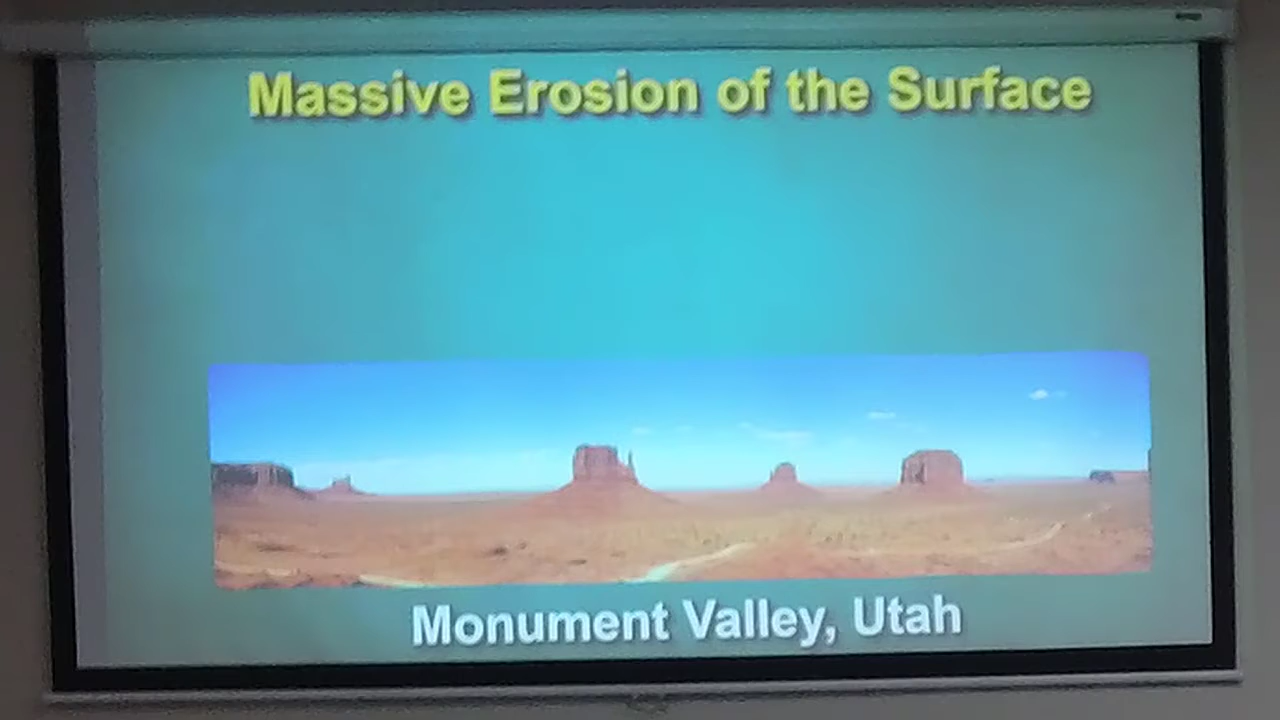 Massive Erosion of the Surface
Monument Valley, Utah